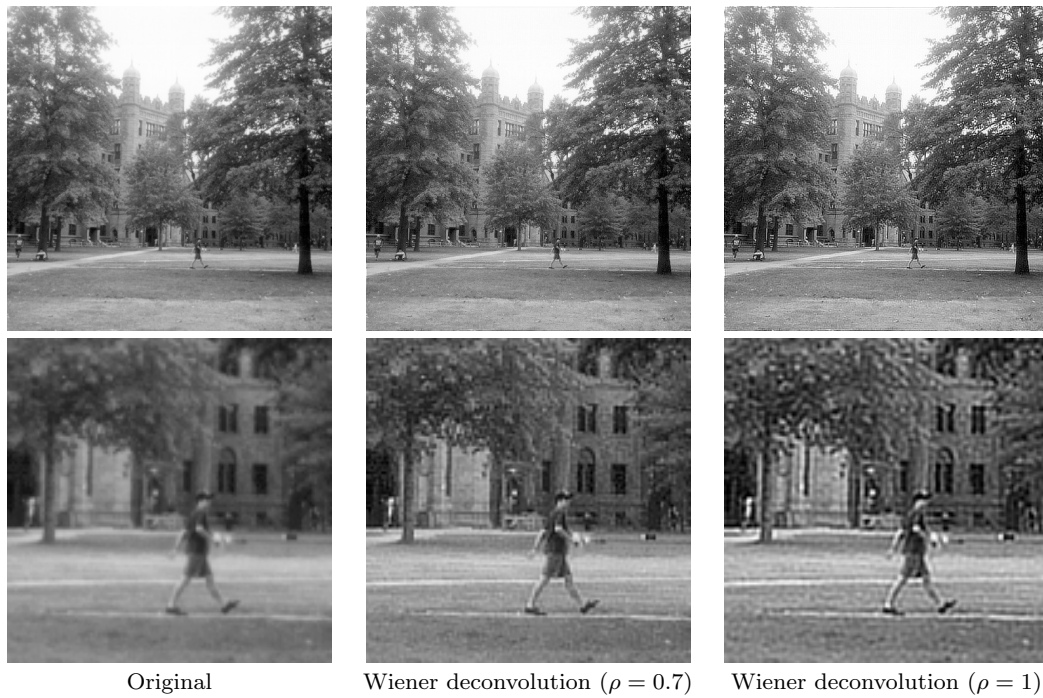 Original
Wiener deconvolution (ρ = 0.7)
Wiener deconvolution (ρ = 1)